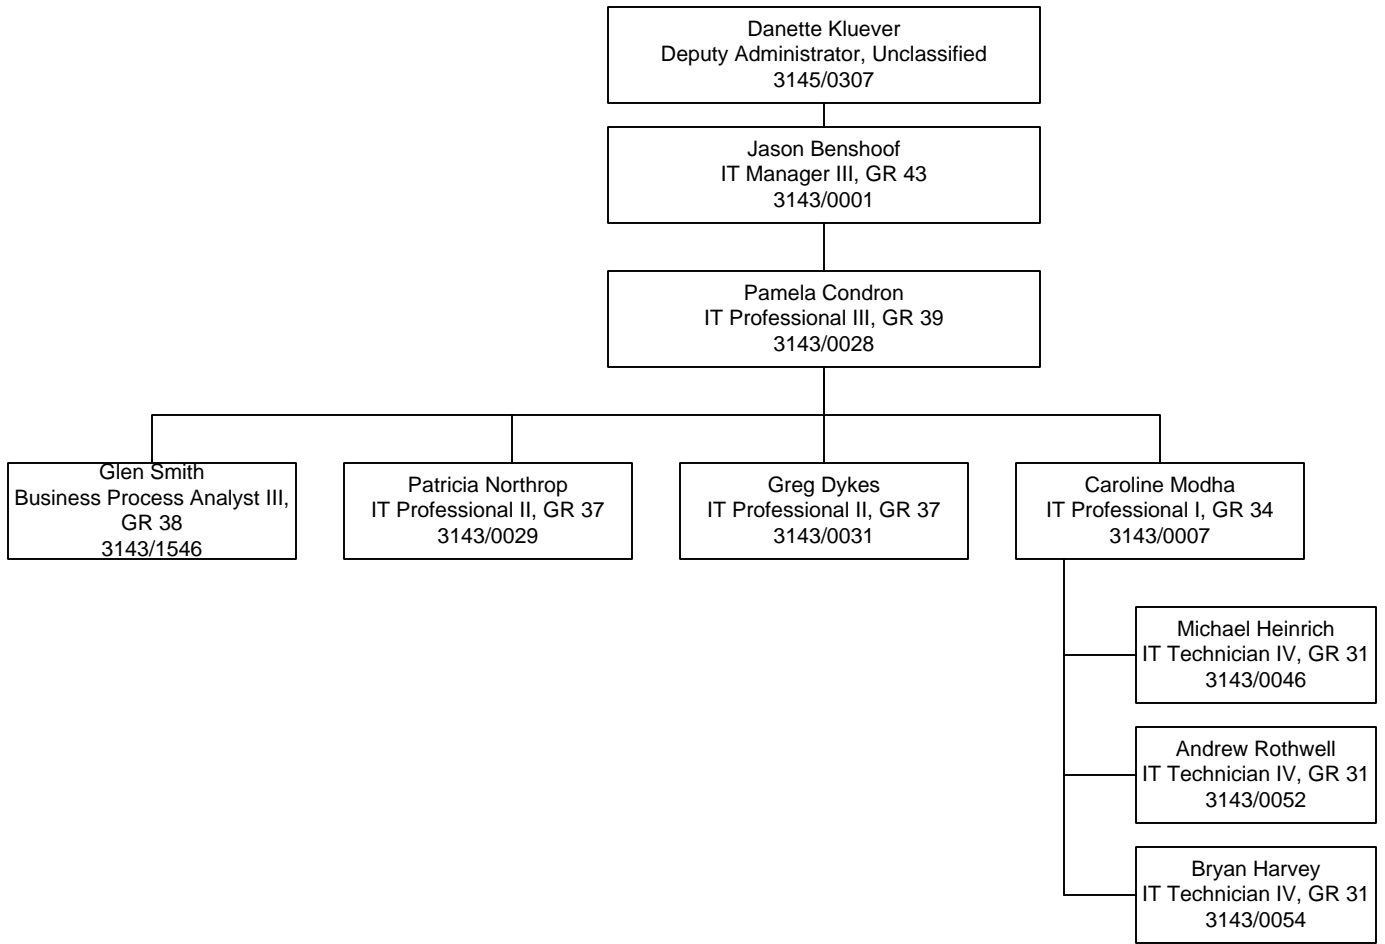 Danette Kluever
Deputy Administrator, Unclassified
3145/0307
Jason Benshoof
IT Manager III, GR 43
3143/0001
Pamela Condron
IT Professional III, GR 39
3143/0028
Glen Smith
Business Process Analyst III,
GR 38
3143/1546
Patricia Northrop
IT Professional II, GR 37
3143/0029
Greg Dykes
IT Professional II, GR 37
3143/0031
Caroline Modha
IT Professional I, GR 34
3143/0007
Michael Heinrich
IT Technician IV, GR 31
3143/0046
Andrew Rothwell
IT Technician IV, GR 31
3143/0052
Bryan Harvey
IT Technician IV, GR 31
3143/0054